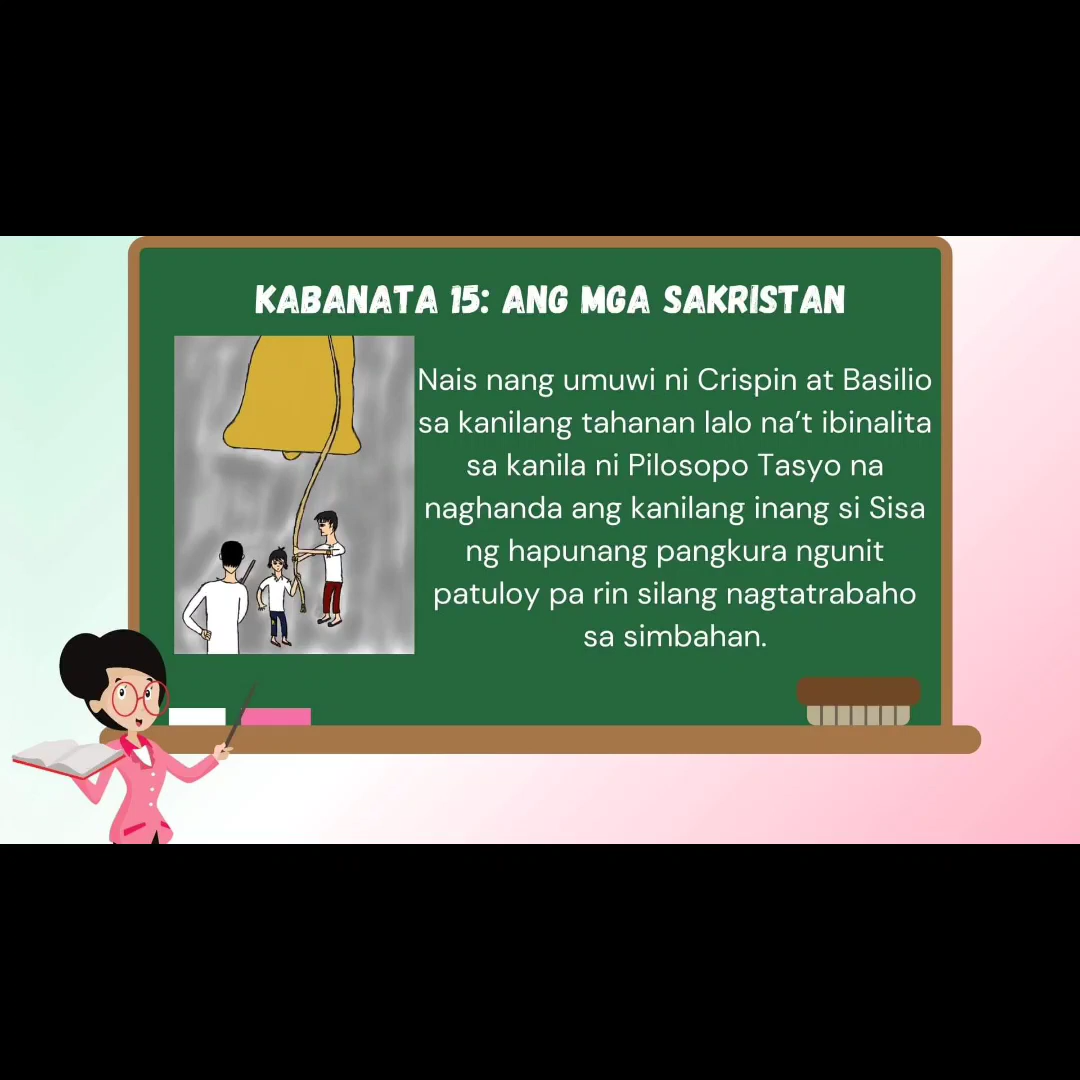 KABANATA 15: ANG MGA SAKRISTAN
Nais nang umuwi ni Crispin at Basilio
sa kanilang tahanan lalo na’t ibinalita
sa kanila ni Pilosopo Tasyo na
naghanda ang kanilang inang si Sisa
ng hapunang pangkura ngunit
patuloy pa rin silang nagtatrabaho
sa simbahan.